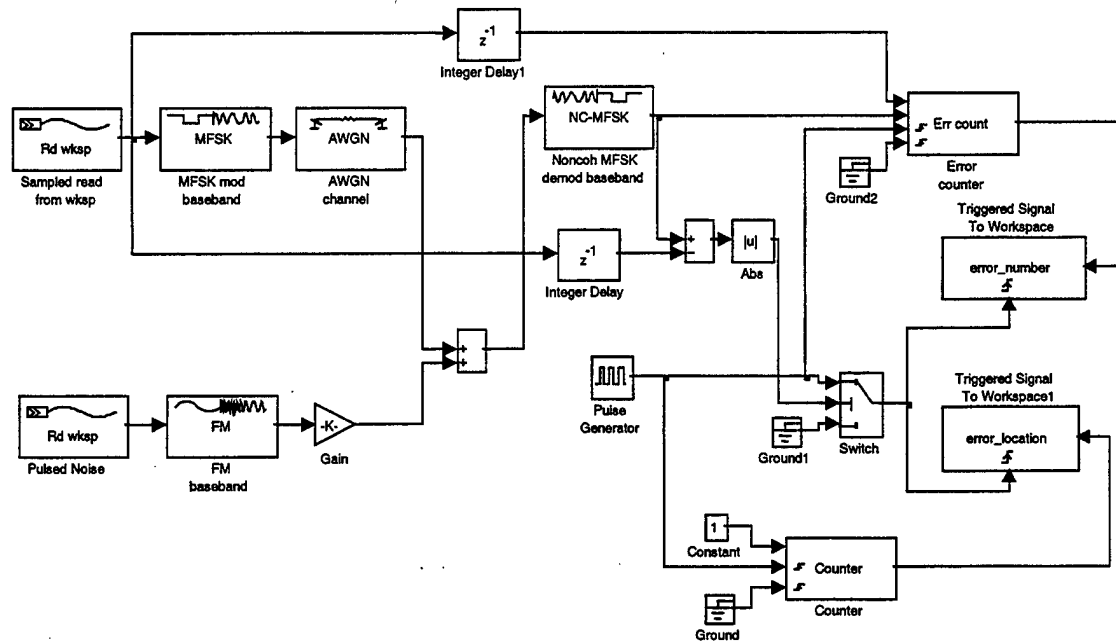 z-1
Integer Delay1
Rd wksp
Sampled read
from wksp
MFSK
MFSK mod
baseband
AWGN
AWGN
channel
NC-MFSK
Noncoh MFSK
demod baseband
Err count
Error
counter
Ground2
z-1
Integer Delay
+
−
|u|
Abs
Triggered Signal
To Workspace
error_number
+
+
Pulse
Generator
Ground1
Switch
Triggered Signal
To Workspace1
error_location
Rd wksp
Pulsed Noise
FM
FM
baseband
-K-
Gain
1
Constant
Counter
Counter
Ground